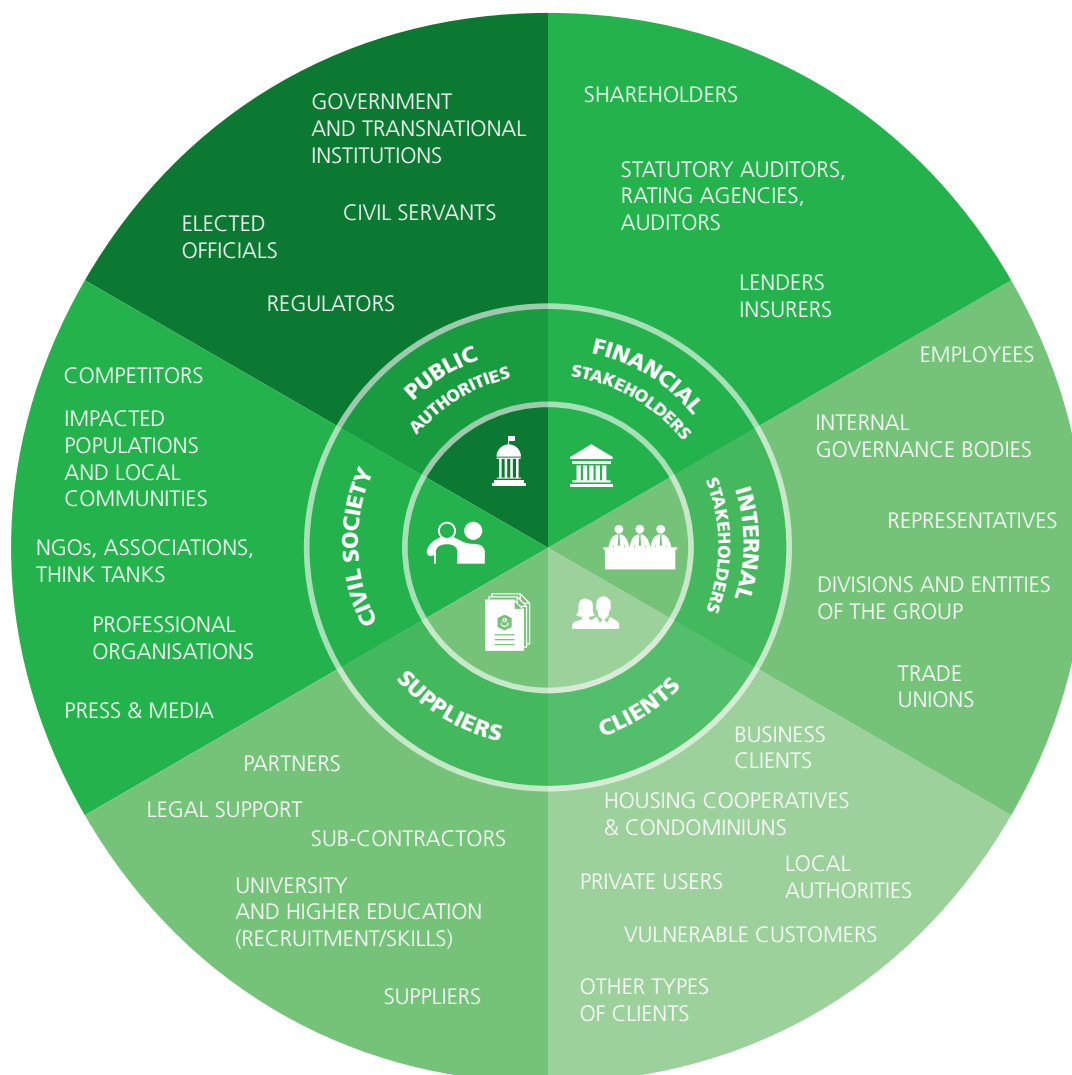 GOVERNMENT
AND TRANSNATIONAL
INSTITUTIONS
CIVIL SERVANTS
ELECTED
OFFICIALS
REGULATORS
PUBLIC
AUTHORITIES
SHAREHOLDERS
STATUTORY AUDITORS,
RATING AGENCIES,
AUDITORS
LENDERS
INSURERS
FINANCIAL
STAKEHOLDERS
EMPLOYEES
INTERNAL
GOVERNANCE BODIES
REPRESENTATIVES
DIVISIONS AND ENTITIES
OF THE GROUP
TRADE
UNIONS
INTERNAL
STAKEHOLDERS
CLIENTS
BUSINESS
CLIENTS
HOUSING COOPERATIVES
& CONDOMINIUNS
LOCAL
AUTHORITIES
PRIVATE USERS
VULNERABLE CUSTOMERS
OTHER TYPES
OF CLIENTS
SUPPLIERS
PARTNERS
LEGAL SUPPORT
SUB-CONTRACTORS
UNIVERSITY
AND HIGHER EDUCATION
(RECRUITMENT/SKILLS)
SUPPLIERS
CIVIL SOCIETY
COMPETITORS
IMPACTED
POPULATIONS
AND LOCAL
COMMUNITIES
NGOs, ASSOCIATIONS,
THINK TANKS
PROFESSIONAL
ORGANISATIONS
PRESS & MEDIA